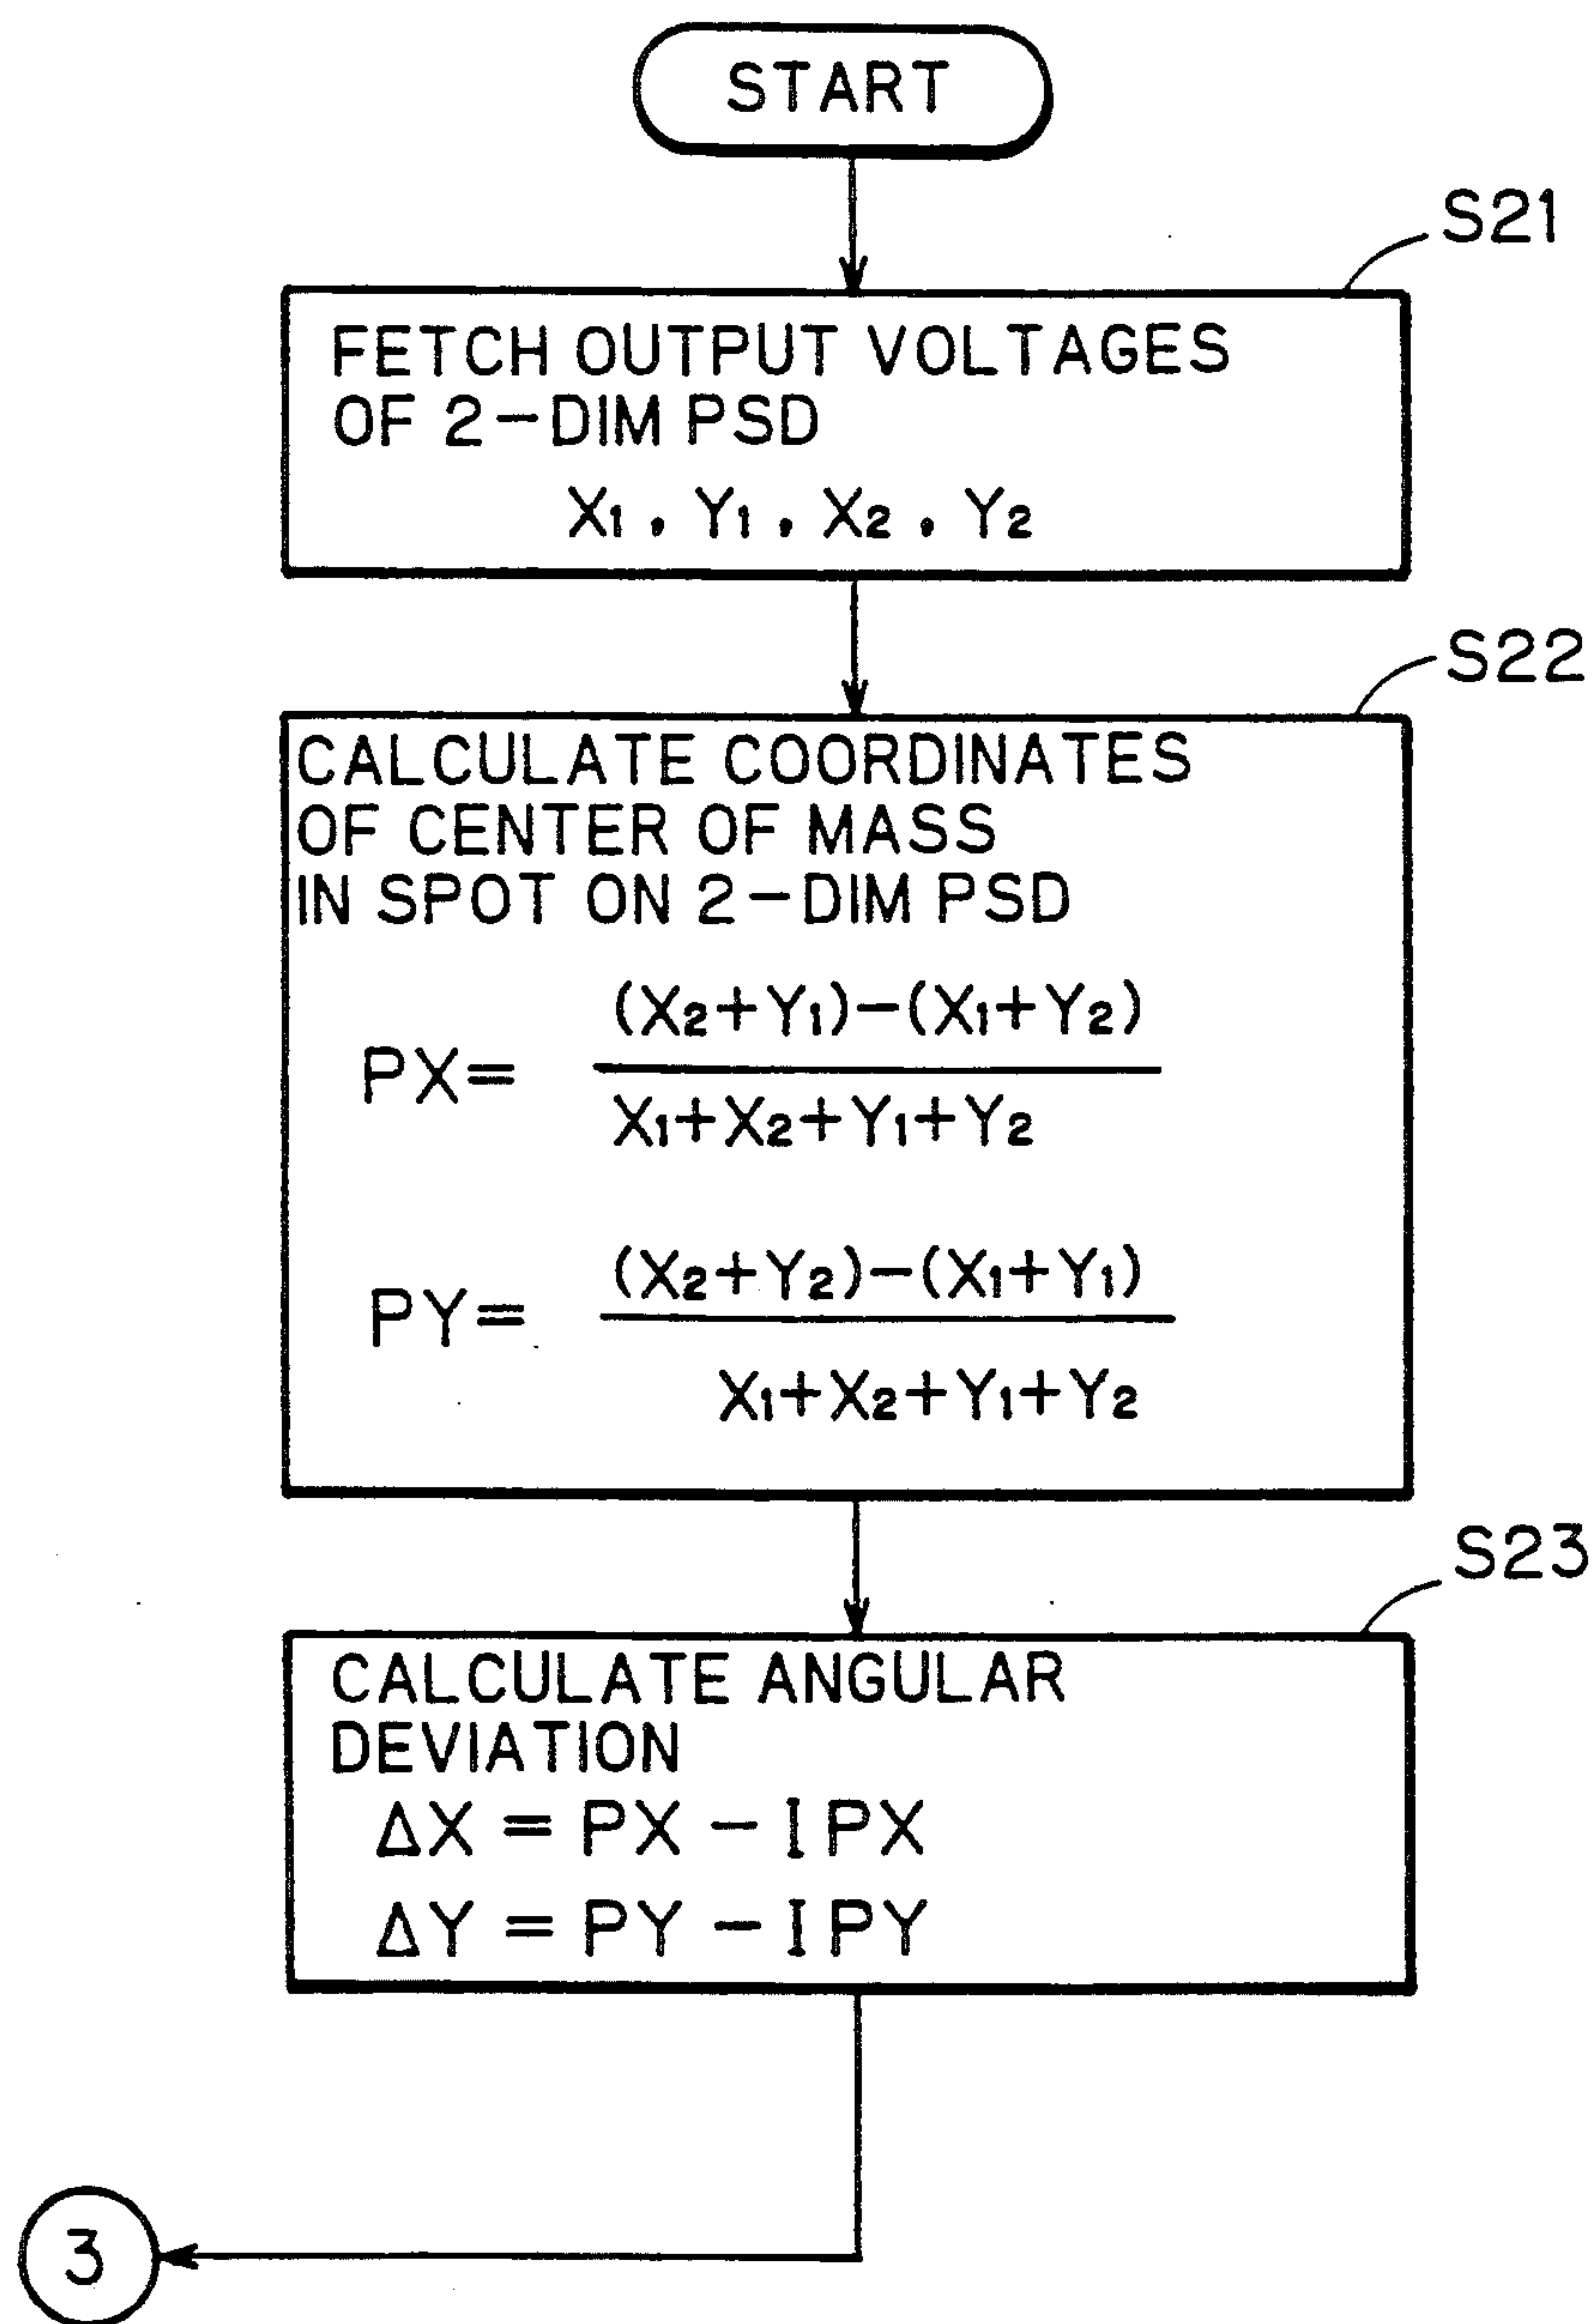 START
S21
FETCH OUTPUT VOLTAGES
OF 2-DIM PSD
X1, Y1, X2, Y2
S22
CALCULATE COORDINATES
OF CENTER OF MASS
IN SPOT ON 2-DIM PSD
(X2+Y1)-(X1+Y2)
PX=
X1+X2+Y1+Y2
(X2+Y2)-(X1+Y1)
PY=
X1+X2+Y1+Y2
S23
CALCULATE ANGULAR
DEVIATION
ΔX = PX - IPX
ΔY = PY - IPY
3